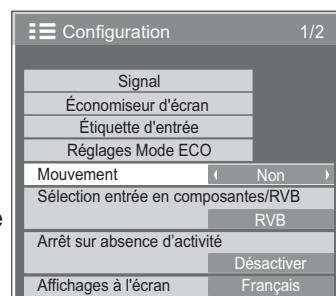 Configuration 1/2
Signal
Économiseur d'écran
Étiquette d'entrée
Réglages Mode ECO
Mouvement Non
Sélection entrée en composantes/RVB
RVB
Arrêt sur absence d'activité
Désactiver
Affichages à l'écran Français